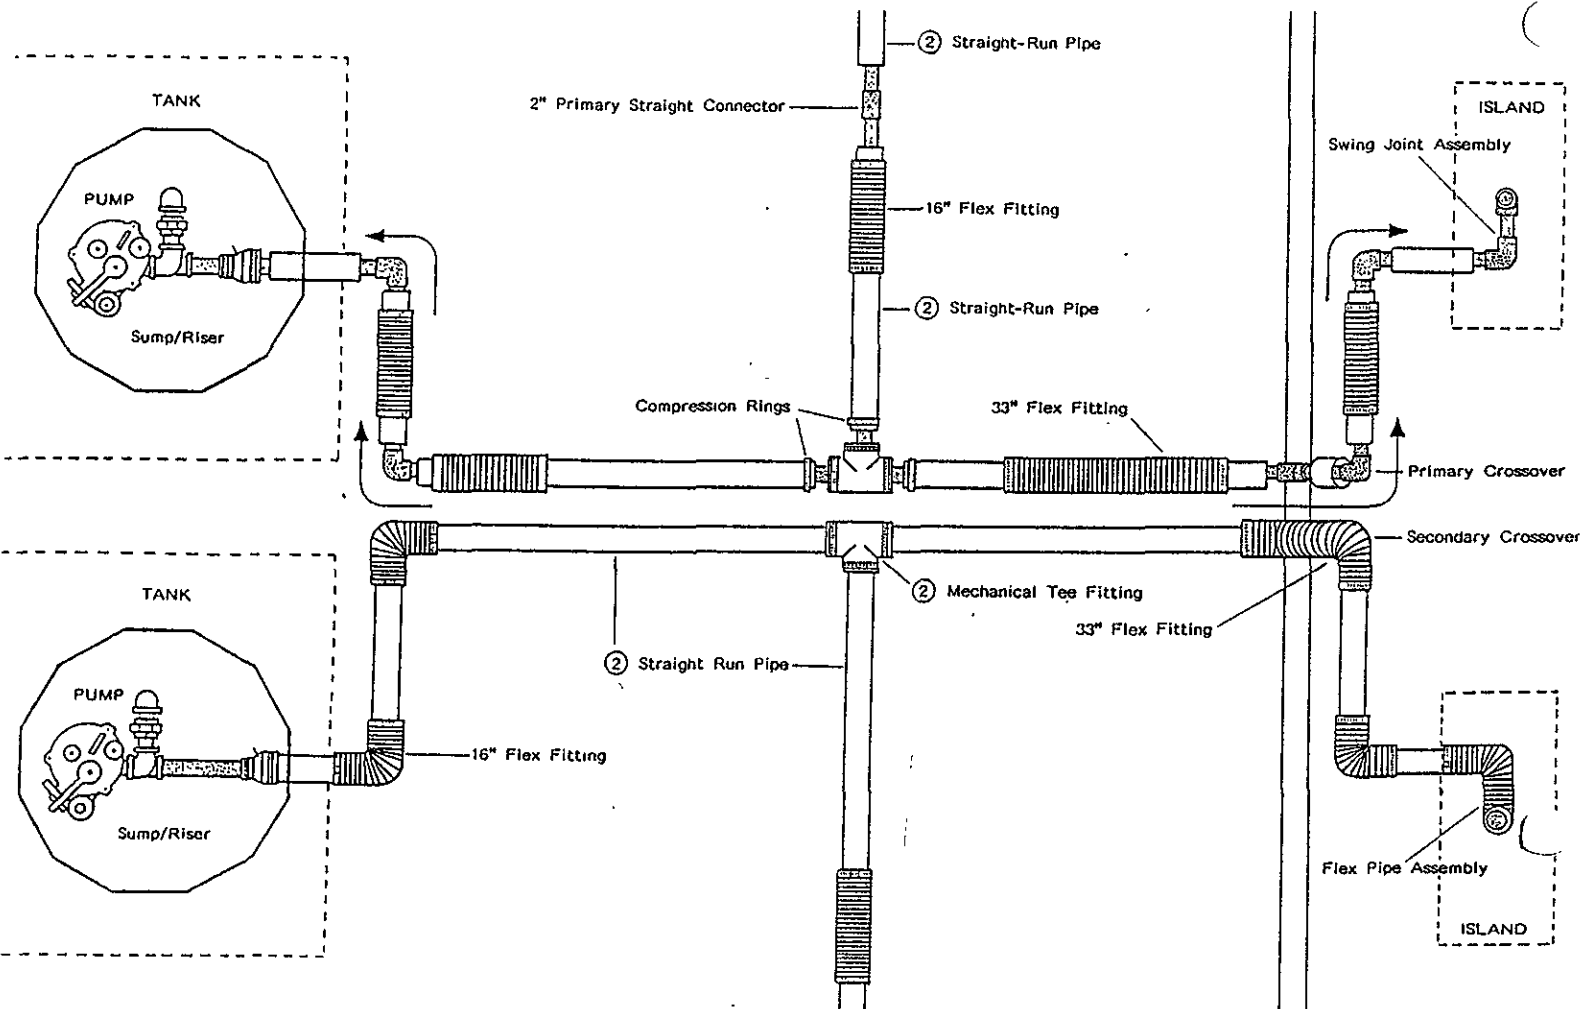 ② Straight-Run Pipe
TANK
2" Primary Straight Connector
ISLAND
Swing Joint Assembly
PUMP
16" Flex Fitting
② Straight-Run Pipe
Sump/Riser
Compression Rings
33" Flex Fitting
Primary Crossover
Secondary Crossover
TANK
② Mechanical Tee Fitting
33" Flex Fitting
② Straight Run Pipe
PUMP
16" Flex Fitting
Sump/Riser
Flex Pipe Assembly
ISLAND